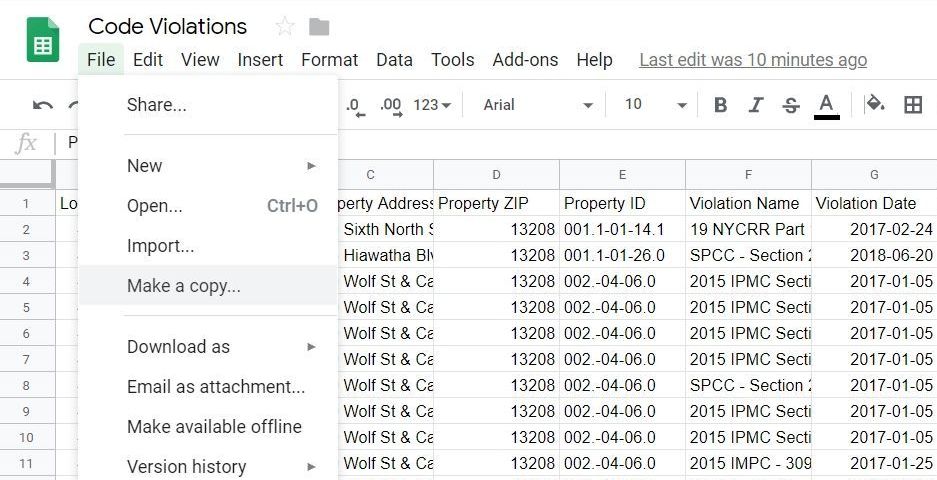 Code Violations
File Edit View Insert Format Data Tools Add-ons Help Last edit was 10 minutes ago
.0 .00 123 Arial 10 B I S A
fx P
Share...
New
Open... Ctrl+O
Import...
Make a copy...
Download as
Email as attachment...
Make available offline
Version history
C D E F G
1 Lo perty Address Property ZIP Property ID Violation Name Violation Date
2 Sixth North S 13208 001.1-01-14.1 19 NYCRR Part 2017-02-24
3 Hiawatha Blv 13208 001.1-01-26.0 SPCC - Section 2 2018-06-20
4 Wolf St & Ca 13208 002.-04-06.0 2015 IPMC Secti 2017-01-05
5 Wolf St & Ca 13208 002.-04-06.0 2015 IPMC Secti 2017-01-05
6 Wolf St & Ca 13208 002.-04-06.0 2015 IPMC Secti 2017-01-05
7 Wolf St & Ca 13208 002.-04-06.0 2015 IPMC Secti 2017-01-05
8 Wolf St & Ca 13208 002.-04-06.0 SPCC - Section 2 2017-01-05
9 Wolf St & Ca 13208 002.-04-06.0 2015 IPMC Secti 2017-01-05
10 Wolf St & Ca 13208 002.-04-06.0 2015 IPMC Secti 2017-01-05
11 Wolf St & Ca 13208 002.-04-06.0 2015 IMPC - 309 2017-01-25